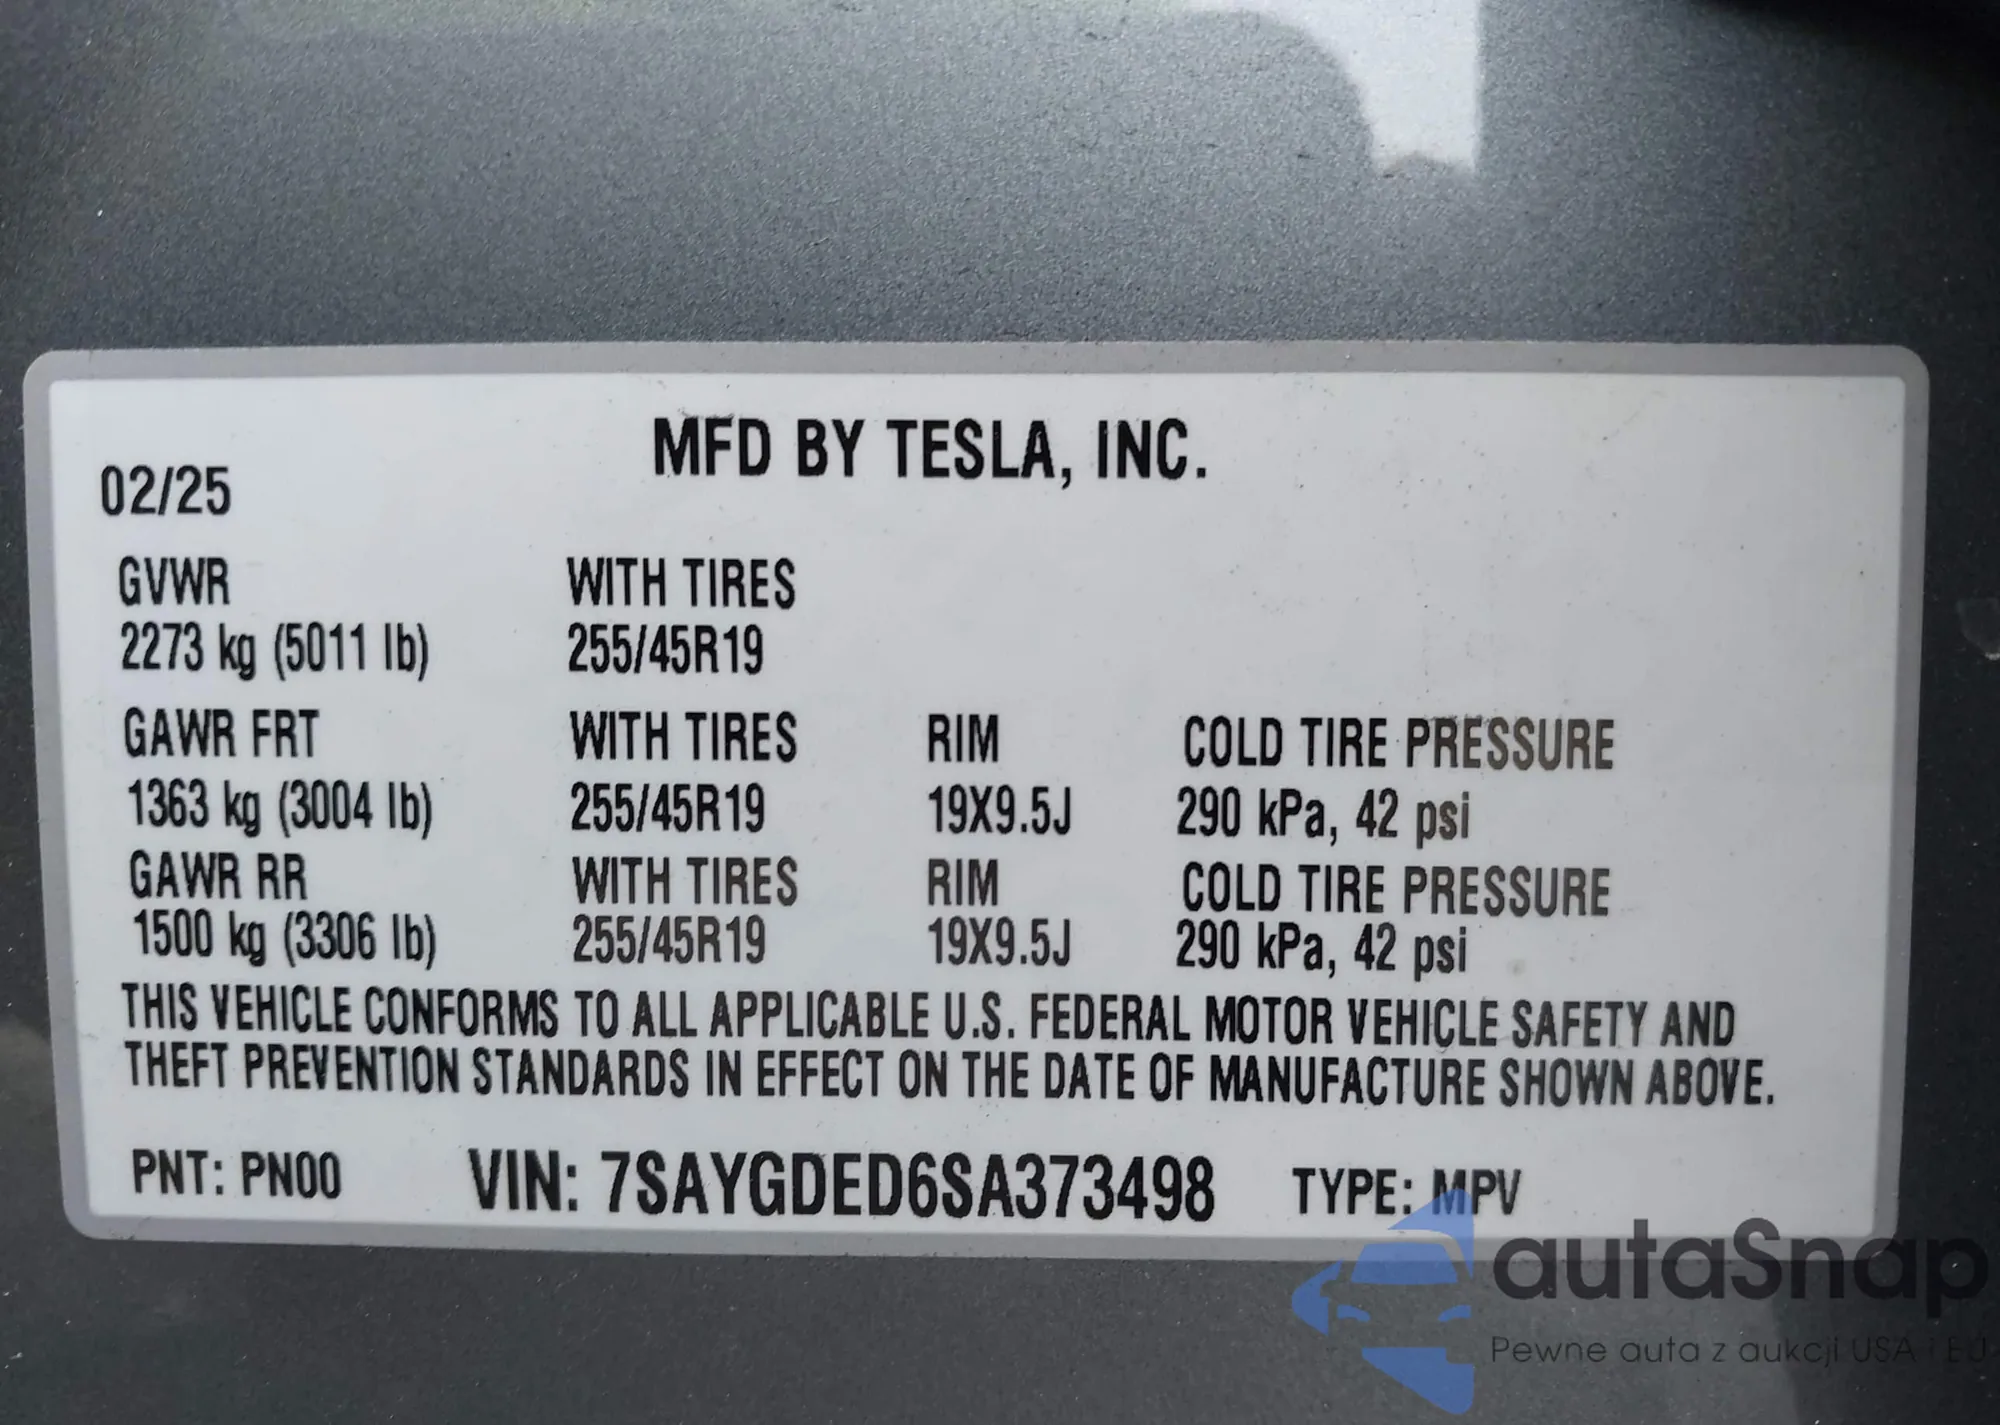 MFD BY TESLA, INC.
02/25
GVWR WITH TIRES
2273 kg (5011 lb) 255/45R19
GAWR FRT WITH TIRES RIM COLD TIRE PRESSURE
1363 kg (3004 lb) 255/45R19 19X9.5J 290 kPa, 42 psi
GAWR RR WITH TIRES RIM COLD TIRE PRESSURE
1500 kg (3306 lb) 255/45R19 19X9.5J 290 kPa, 42 psi
THIS VEHICLE CONFORMS TO ALL APPLICABLE U.S. FEDERAL MOTOR VEHICLE SAFETY AND
THEFT PREVENTION STANDARDS IN EFFECT ON THE DATE OF MANUFACTURE SHOWN ABOVE.
PNT: PN00 VIN: 7SAYGDED6SA373498 TYPE: MPV
autaSnap
Pewne auta z aukcji USA i EU